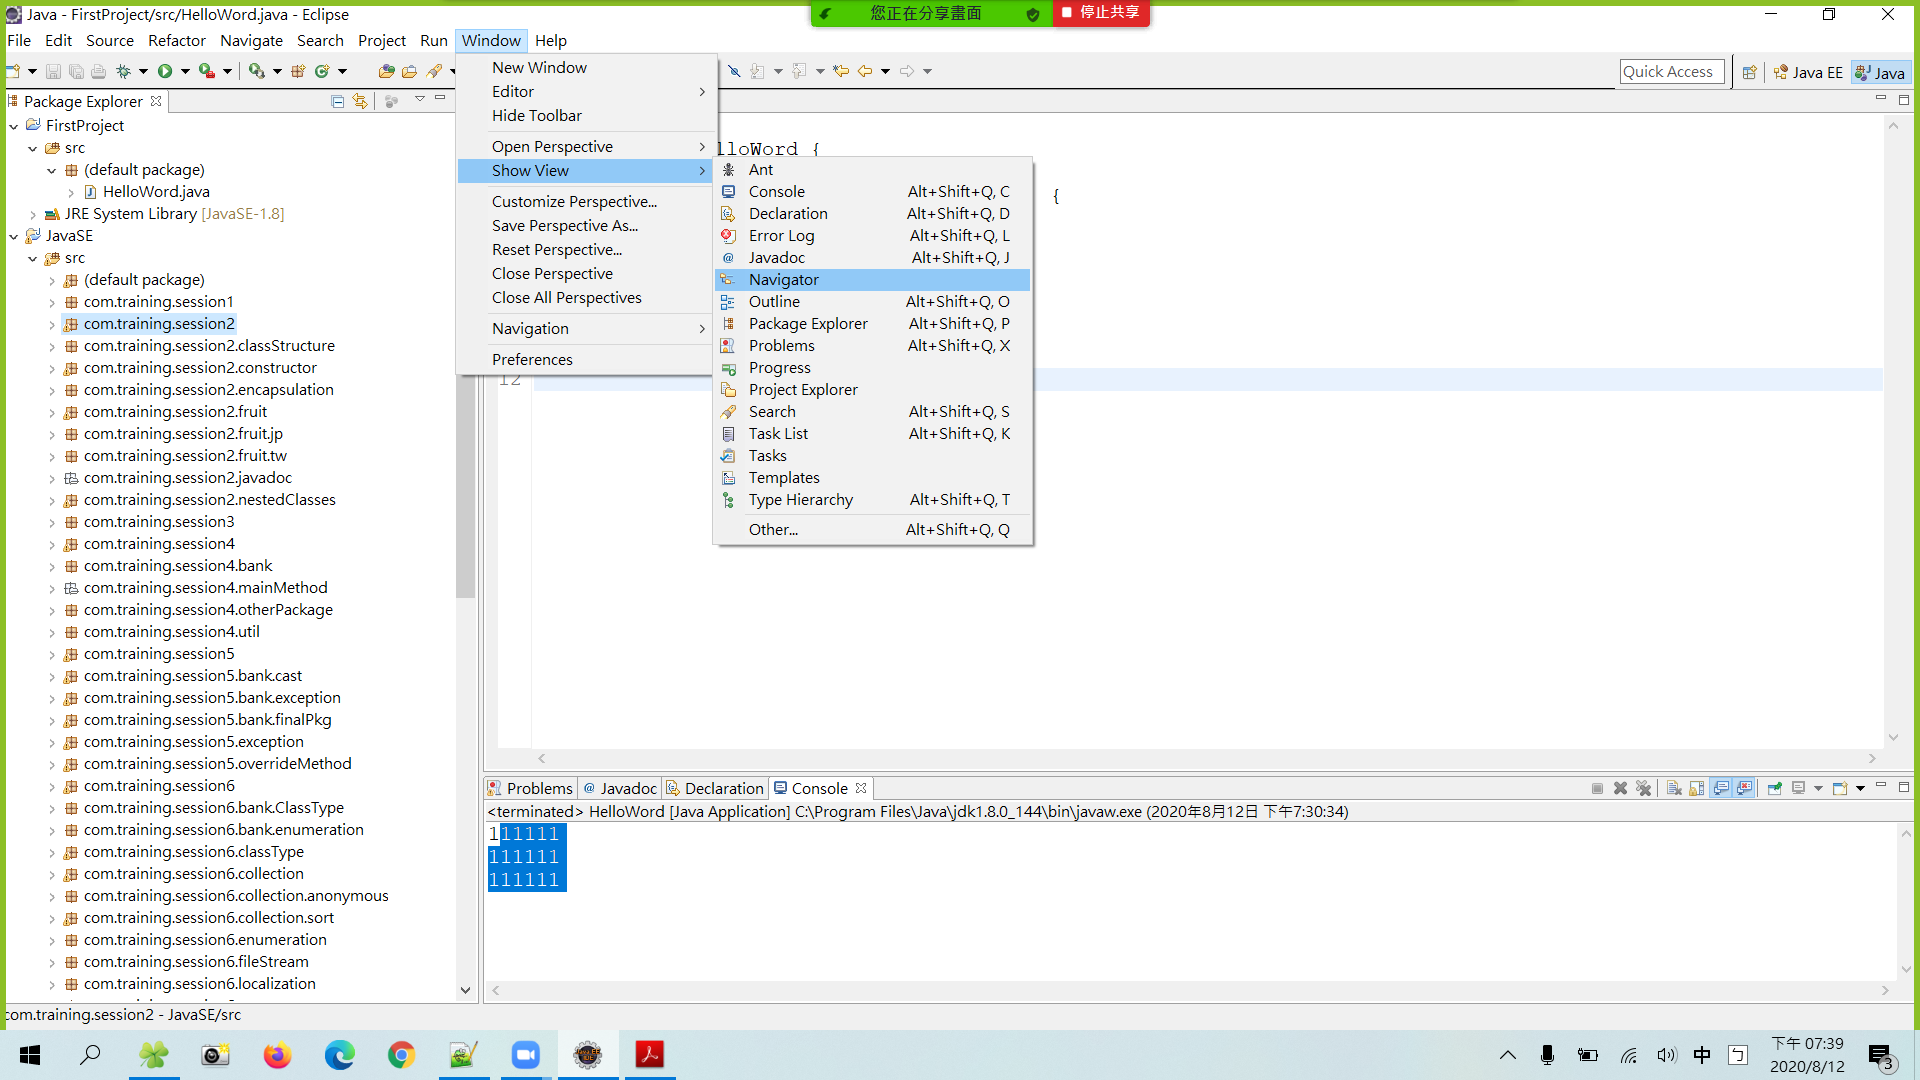 Java - FirstProject/src/HelloWord.java - Eclipse
您正在分享畫面
停止共享
File Edit Source Refactor Navigate Search Project Run Window Help
Quick Access
Java EE
Java
Package Explorer
FirstProject
src
(default package)
HelloWord.java
JRE System Library [JavaSE-1.8]
JavaSE
src
(default package)
com.training.session1
com.training.session2
com.training.session2.classStructure
com.training.session2.constructor
com.training.session2.encapsulation
com.training.session2.fruit
com.training.session2.fruit.jp
com.training.session2.fruit.tw
com.training.session2.javadoc
com.training.session2.nestedClasses
com.training.session3
com.training.session4
com.training.session4.bank
com.training.session4.mainMethod
com.training.session4.otherPackage
com.training.session4.util
com.training.session5
com.training.session5.bank.cast
com.training.session5.bank.exception
com.training.session5.bank.finalPkg
com.training.session5.exception
com.training.session5.overrideMethod
com.training.session6
com.training.session6.bank.ClassType
com.training.session6.bank.enumeration
com.training.session6.classType
com.training.session6.collection
com.training.session6.collection.anonymous
com.training.session6.collection.sort
com.training.session6.enumeration
com.training.session6.fileStream
com.training.session6.localization
New Window
Editor
Hide Toolbar
Open Perspective
Show View
Customize Perspective...
Save Perspective As...
Reset Perspective...
Close Perspective
Close All Perspectives
Navigation
Preferences
lloWord {
{
12
Ant
Console Alt+Shift+Q, C
Declaration Alt+Shift+Q, D
Error Log Alt+Shift+Q, L
Javadoc Alt+Shift+Q, J
Navigator
Outline Alt+Shift+Q, O
Package Explorer Alt+Shift+Q, P
Problems Alt+Shift+Q, X
Progress
Project Explorer
Search Alt+Shift+Q, S
Task List Alt+Shift+Q, K
Tasks
Templates
Type Hierarchy Alt+Shift+Q, T
Other... Alt+Shift+Q, Q
Problems Javadoc Declaration Console
<terminated> HelloWord [Java Application] C:\Program Files\Java\jdk1.8.0_144\bin\javaw.exe (2020年8月12日 下午7:30:34)
111111
111111
111111
com.training.session2 - JavaSE/src
中
下午 07:39
2020/8/12
3